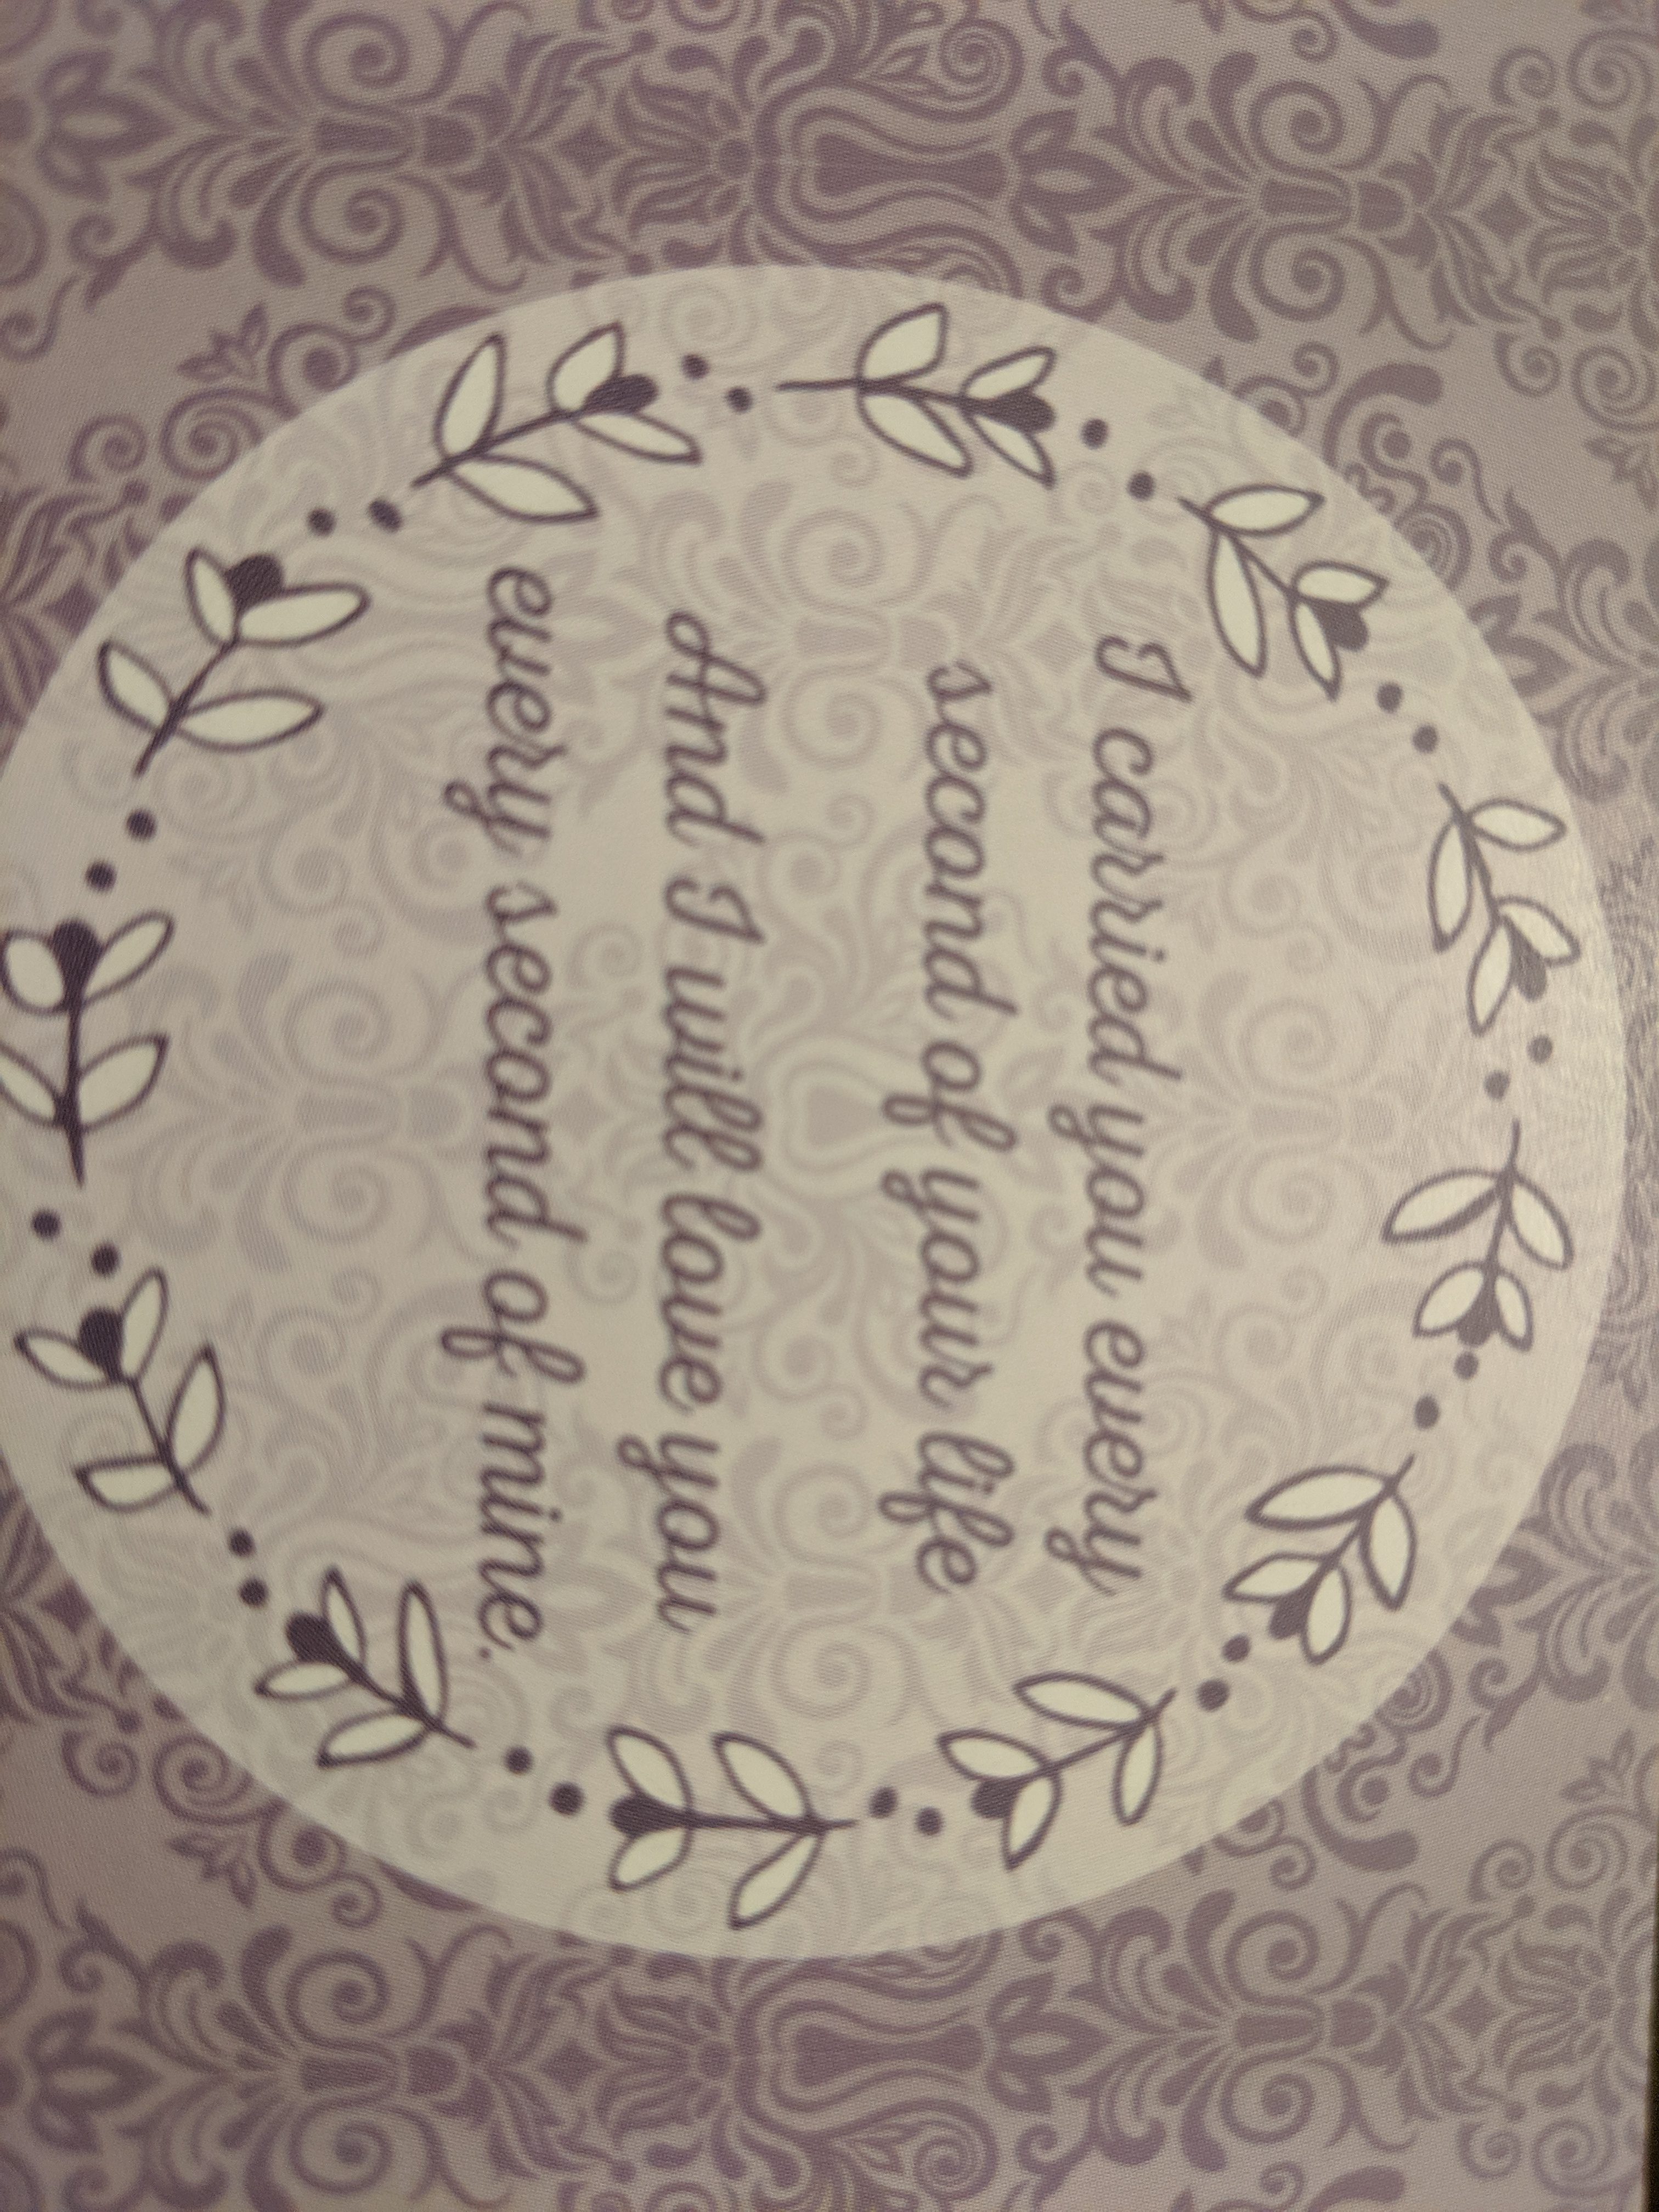 I carried you every
second of your life
And I will love you
every second of mine.